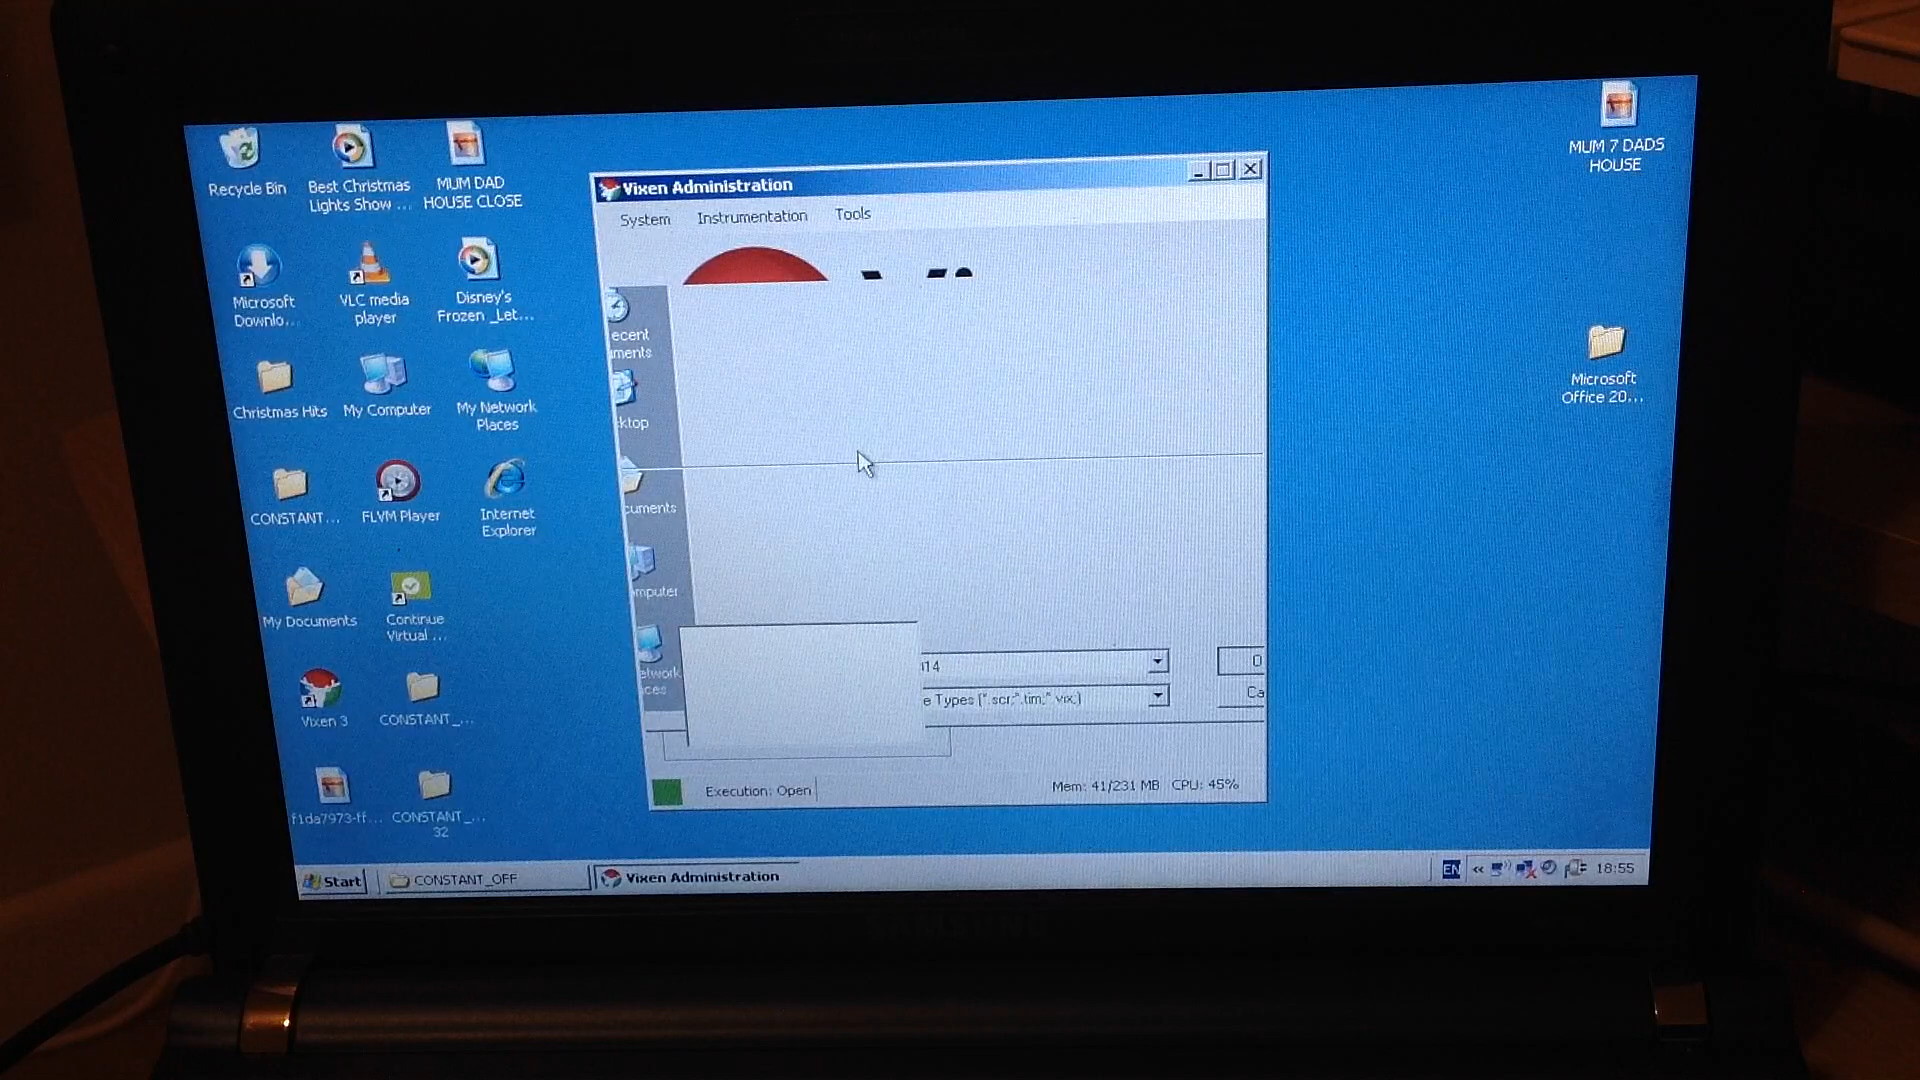 Recycle Bin
Best Christmas
Lights Show ...
MUM DAD
HOUSE CLOSE
MUM 7 DADS
HOUSE
Microsoft
Downlo...
VLC media
player
Disney's
Frozen _Let...
Christmas Hits
My Computer
My Network
Places
Microsoft
Office 20...
CONSTANT...
FLVM Player
Internet
Explorer
My Documents
Continue
Virtual ...
Vixen 3
CONSTANT_...
f1da7973-ff...
CONSTANT_...
32
Vixen Administration
System Instrumentation Tools
ecent
ments
ktop
cuments
mputer
etwork
ces
014
e Types (*.scr;*.tim;*.vix;)
O
Ca
Execution: Open
Mem: 41/231 MB CPU: 45%
Start
CONSTANT_OFF
Vixen Administration
EN
«
18:55
SAMSUNG